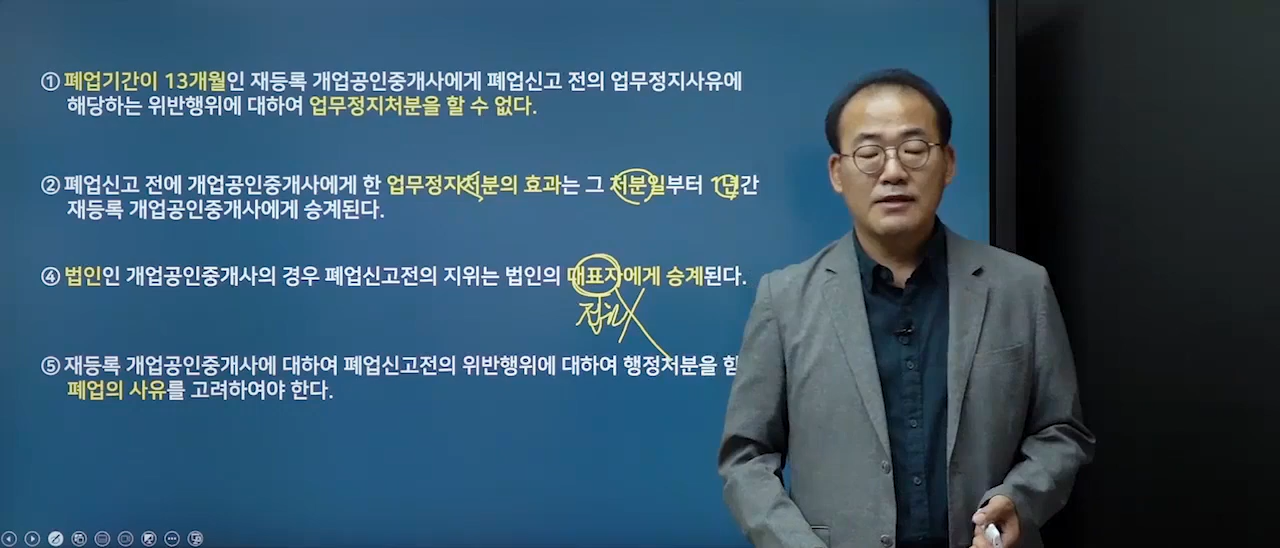 ① 폐업기간이 13개월인 재등록 개업공인중개사에게 폐업신고 전의 업무정지사유에
해당하는 위반행위에 대하여 업무정지처분을 할 수 없다.
② 폐업신고 전에 개업공인중개사에게 한 업무정지처분의 효과는 그 처분일부터 1년간
재등록 개업공인중개사에게 승계된다.
④ 법인인 개업공인중개사의 경우 폐업신고전의 지위는 법인의 대표자에게 승계된다.
⑤ 재등록 개업공인중개사에 대하여 폐업신고전의 위반행위에 대하여 행정처분을 함
폐업의 사유를 고려하여야 한다.